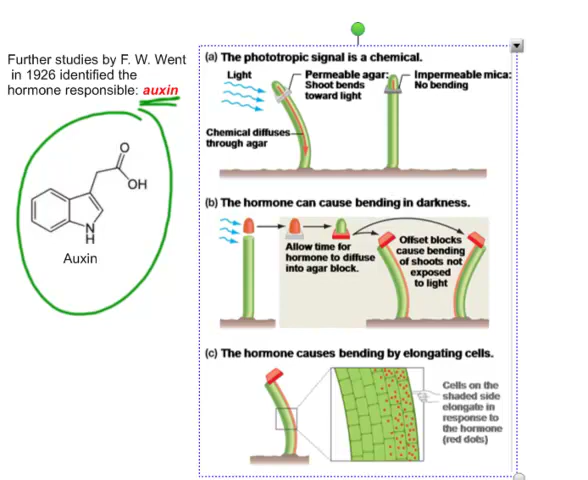 Further studies by F. W. Went
in 1926 identified the
hormone responsible: auxin
O
OH
N
H
Auxin
(a) The phototropic signal is a chemical.
Light
Permeable agar:
Shoot bends
toward light
Impermeable mica:
No bending
Chemical diffuses
through agar
(b) The hormone can cause bending in darkness.
Allow time for
hormone to diffuse
into agar block.
Offset blocks
cause bending
of shoots not
exposed
to light
(c) The hormone causes bending by elongating cells.
Cells on the
shaded side
elongate in
response to
the hormone
(red dots)